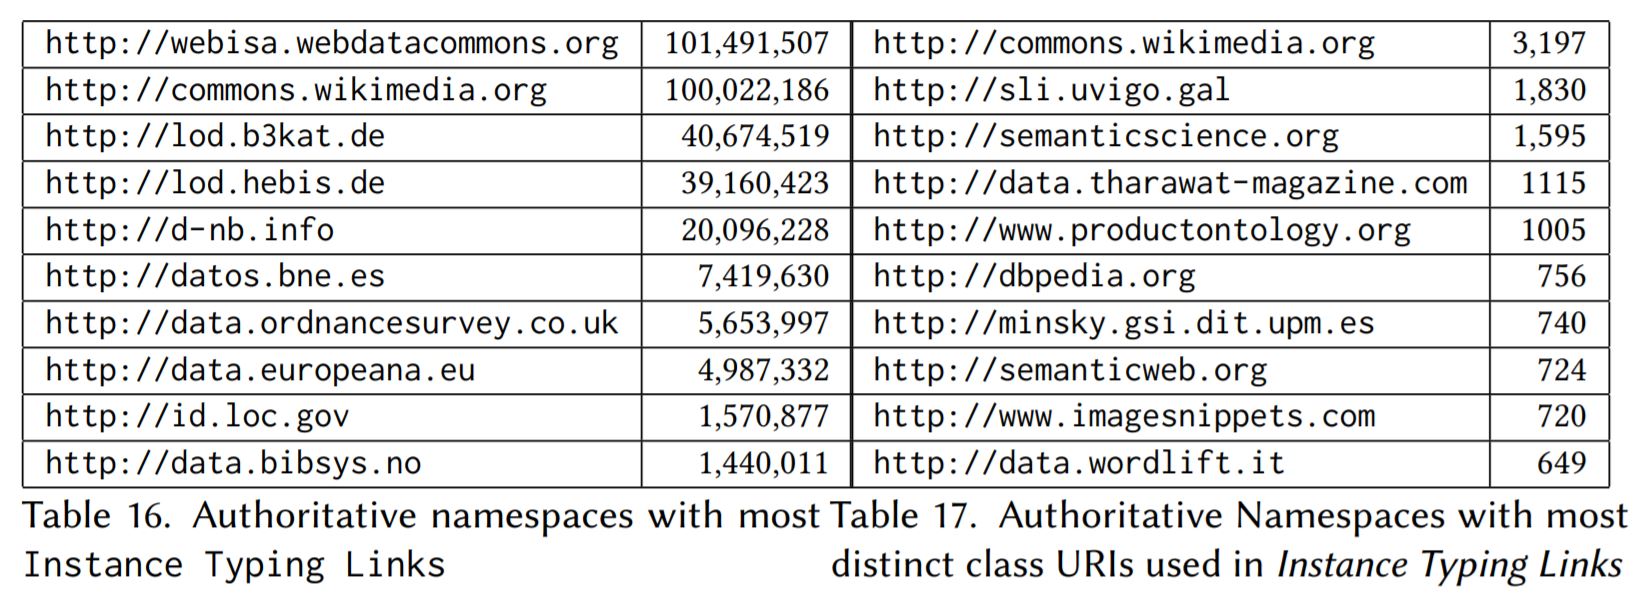 http://webisa.webdatacommons.org 101,491,507 http://commons.wikimedia.org 3,197
http://commons.wikimedia.org 100,022,186 http://sli.uvigo.gal 1,830
http://lod.b3kat.de 40,674,519 http://semanticscience.org 1,595
http://lod.hebis.de 39,160,423 http://data.tharawat-magazine.com 1115
http://d-nb.info 20,096,228 http://www.productontology.org 1005
http://datos.bne.es 7,419,630 http://dbpedia.org 756
http://data.ordnancesurvey.co.uk 5,653,997 http://minsky.gsi.dit.upm.es 740
http://data.europeana.eu 4,987,332 http://semanticweb.org 724
http://id.loc.gov 1,570,877 http://www.imagesnippets.com 720
http://data.bibsys.no 1,440,011 http://data.wordlift.it 649
Table 16. Authoritative namespaces with most
Instance Typing Links
Table 17. Authoritative Namespaces with most
distinct class URIs used in Instance Typing Links